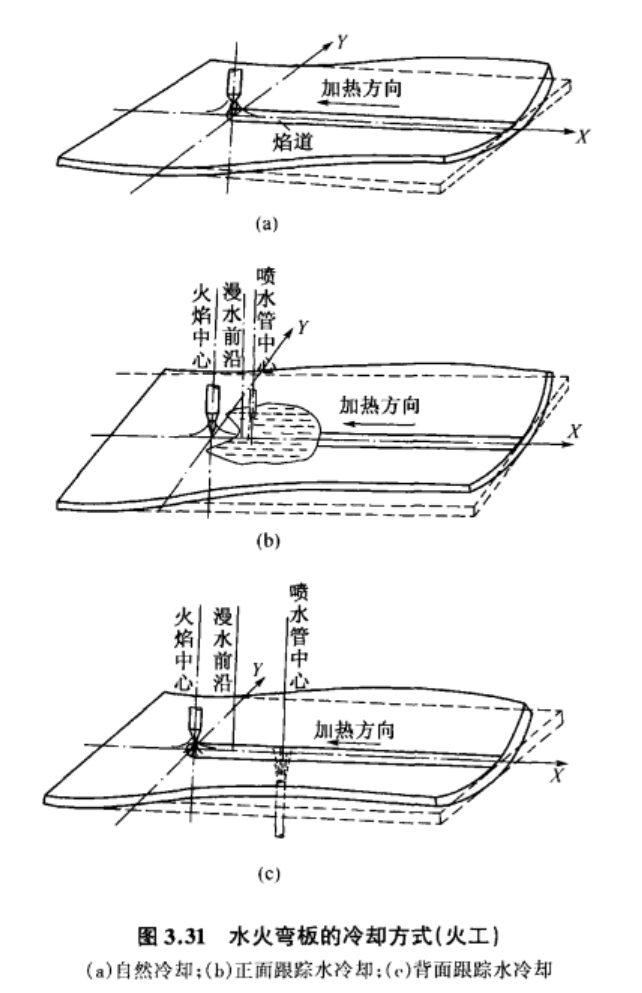 Y
加热方向
焰道
X
(a)
火焰中心
漫水前沿
喷水管中心
Y
加热方向
X
(b)
火焰中心
漫水前沿
喷水管中心
Y
加热方向
X
(c)
图 3.31 水火弯板的冷却方式(火工)
(a)自然冷却;(b)正面跟踪水冷却;(c)背面跟踪水冷却